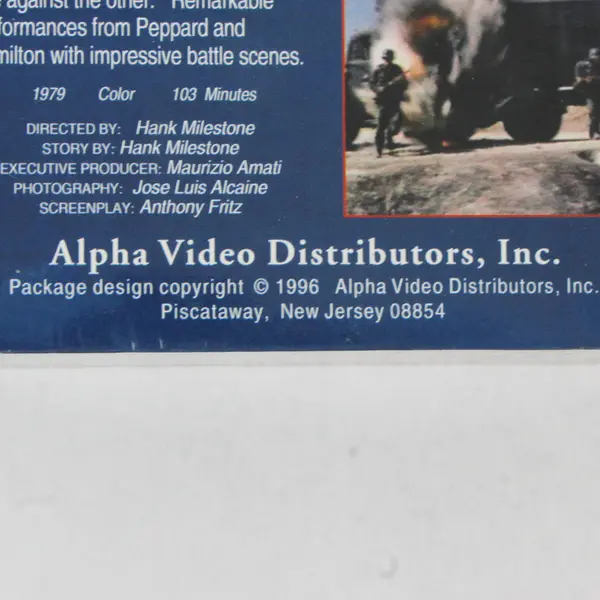 against the other. Remarkable
formances from Peppard and
milton with impressive battle scenes.
1979 Color 103 Minutes
DIRECTED BY: Hank Milestone
STORY BY: Hank Milestone
EXECUTIVE PRODUCER: Maurizio Amati
PHOTOGRAPHY: Jose Luis Alcaine
SCREENPLAY: Anthony Fritz
Alpha Video Distributors, Inc.
Package design copyright © 1996 Alpha Video Distributors, Inc.
Piscataway, New Jersey 08854